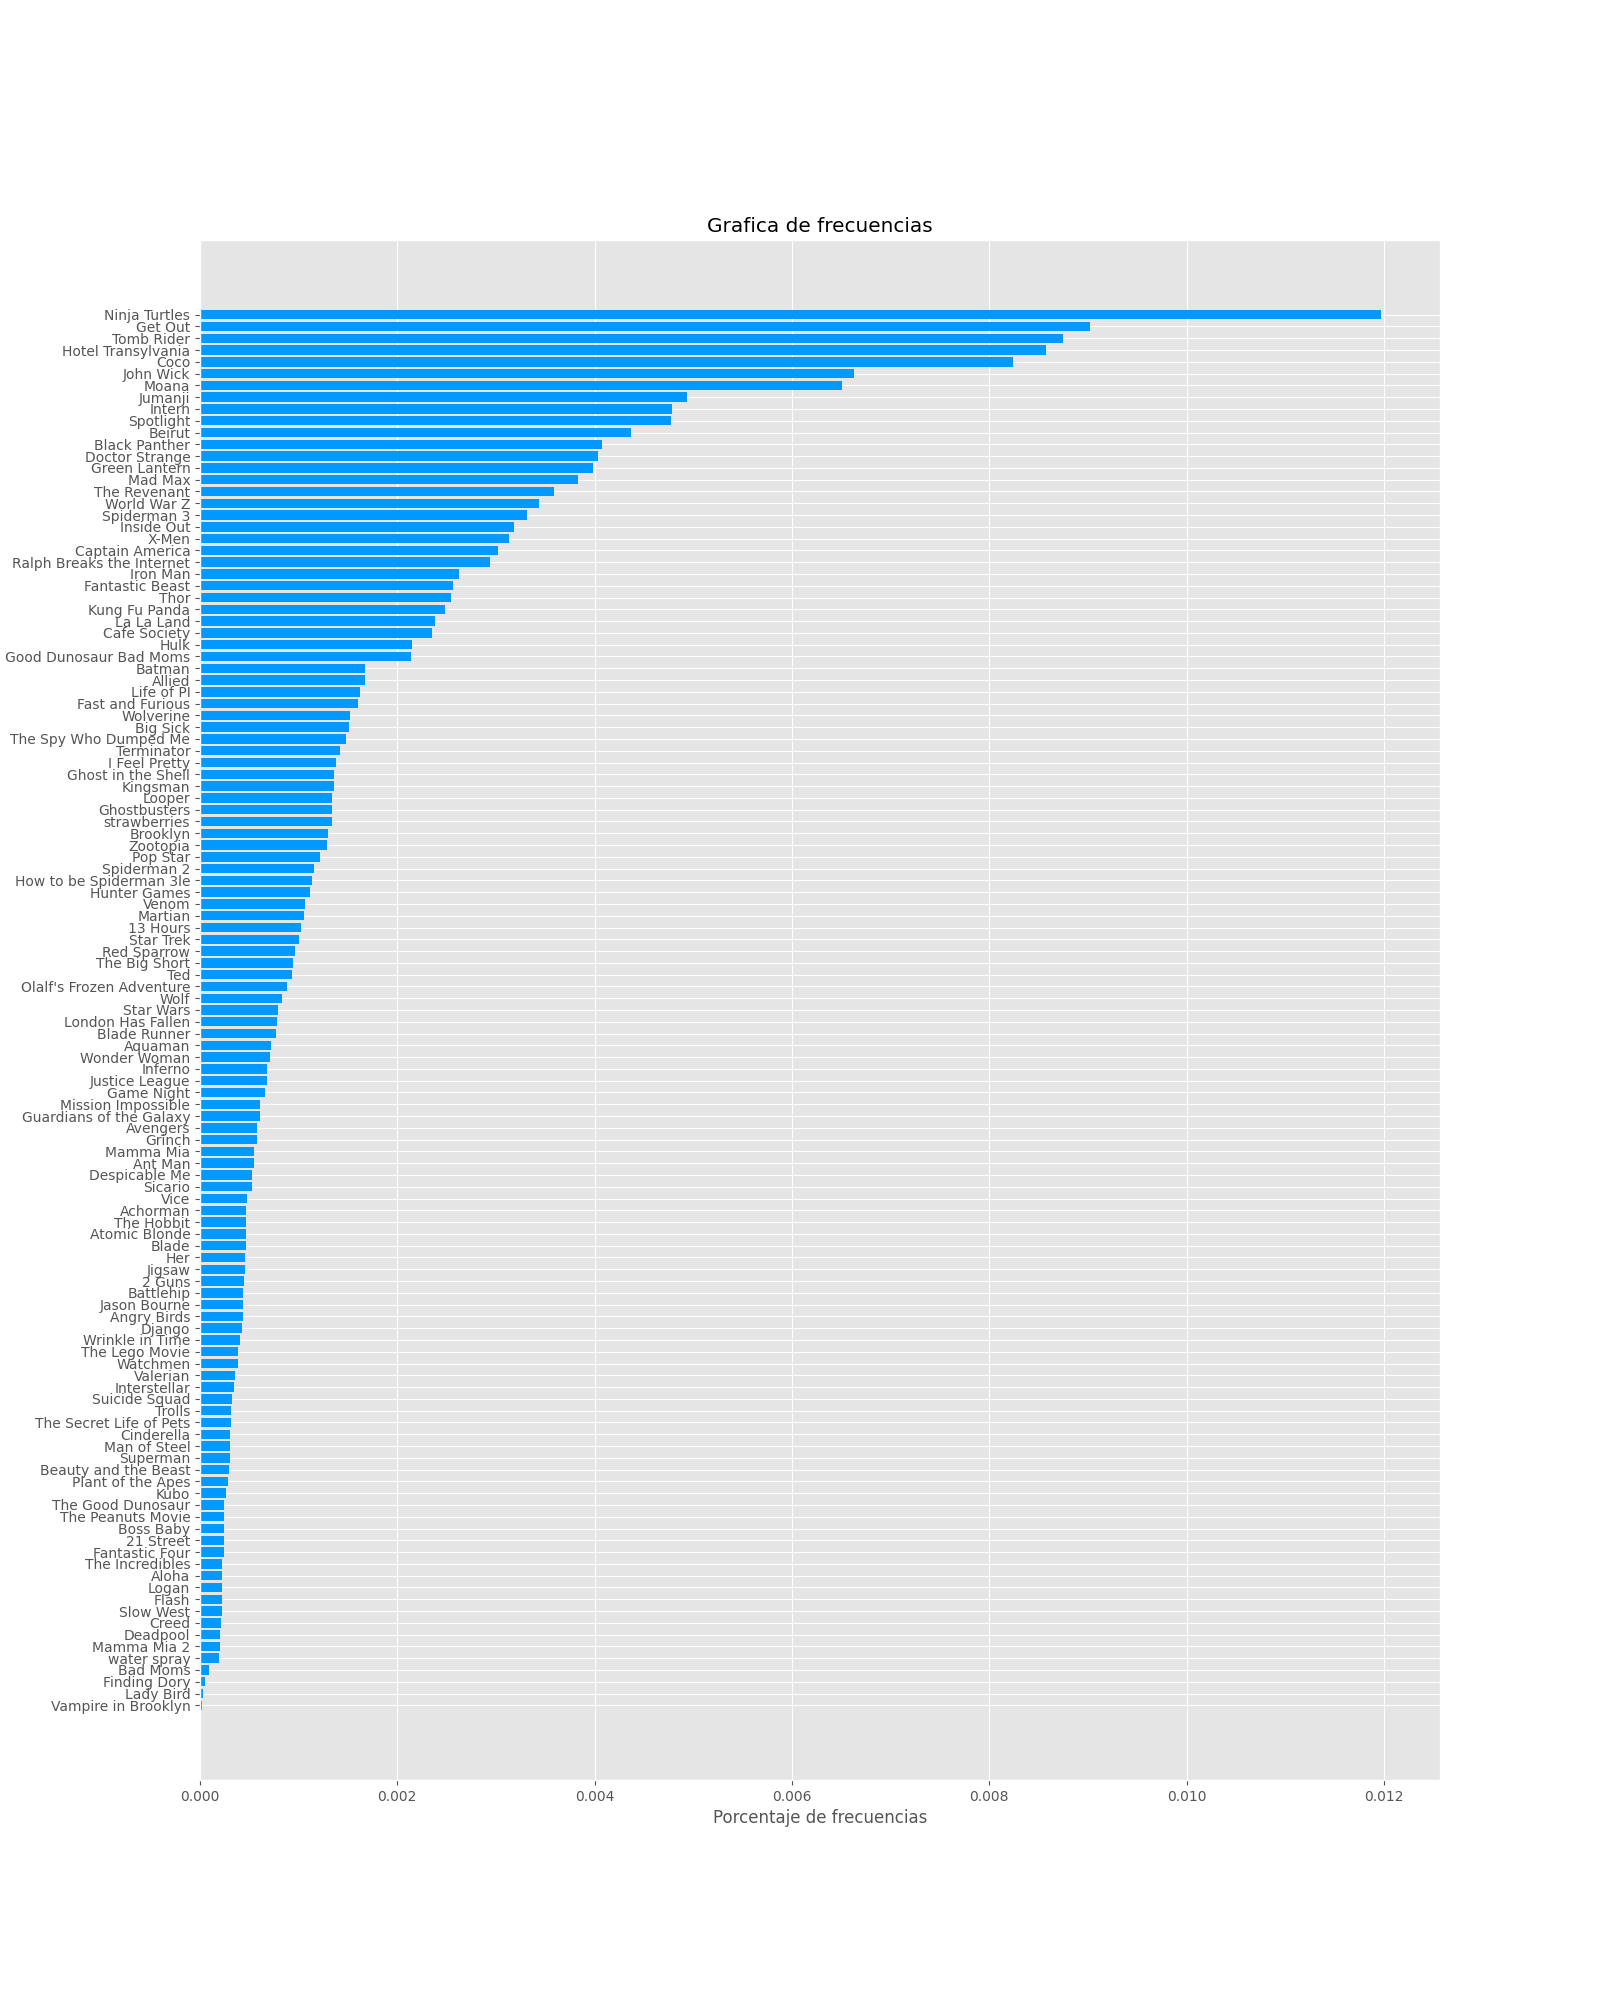 Grafica de frecuencias
Ninja Turtles
Get Out
Tomb Rider
Hotel Transylvania
Coco
John Wick
Moana
Jumanji
Intern
Spotlight
Beirut
Black Panther
Doctor Strange
Green Lantern
Mad Max
The Revenant
World War Z
Spiderman 3
Inside Out
X-Men
Captain America
Ralph Breaks the Internet
Iron Man
Fantastic Beast
Thor
Kung Fu Panda
La La Land
Cafe Society
Hulk
Good Dunosaur Bad Moms
Batman
Allied
Life of PI
Fast and Furious
Wolverine
Big Sick
The Spy Who Dumped Me
Terminator
I Feel Pretty
Ghost in the Shell
Kingsman
Looper
Ghostbusters
strawberries
Brooklyn
Zootopia
Pop Star
Spiderman 2
How to be Spiderman 3le
Hunter Games
Venom
Martian
13 Hours
Star Trek
Red Sparrow
The Big Short
Ted
Olalf's Frozen Adventure
Wolf
Star Wars
London Has Fallen
Blade Runner
Aquaman
Wonder Woman
Inferno
Justice League
Game Night
Mission Impossible
Guardians of the Galaxy
Avengers
Grinch
Mamma Mia
Ant Man
Despicable Me
Sicario
Vice
Achorman
The Hobbit
Atomic Blonde
Blade
Her
Jigsaw
2 Guns
Battlehip
Jason Bourne
Angry Birds
Django
Wrinkle in Time
The Lego Movie
Watchmen
Valerian
Interstellar
Suicide Squad
Trolls
The Secret Life of Pets
Cinderella
Man of Steel
Superman
Beauty and the Beast
Plant of the Apes
Kubo
The Good Dunosaur
The Peanuts Movie
Boss Baby
21 Street
Fantastic Four
The Incredibles
Aloha
Logan
Flash
Slow West
Creed
Deadpool
Mamma Mia 2
water spray
Bad Moms
Finding Dory
Lady Bird
Vampire in Brooklyn
0.000 0.002 0.004 0.006 0.008 0.010 0.012
Porcentaje de frecuencias